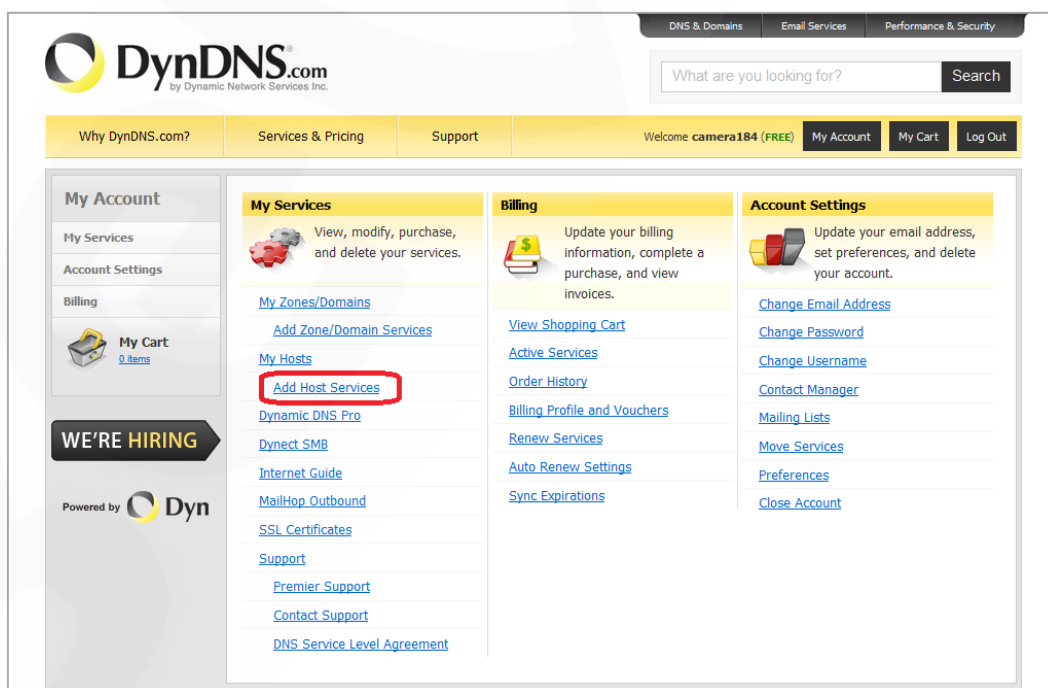 DNS & Domains
Email Services
Performance & Security
DynDNS.com
by Dynamic Network Services Inc.
What are you looking for?
Search
Why DynDNS.com?
Services & Pricing
Support
Welcome camera184 (FREE)
My Account
My Cart
Log Out
My Account
My Services
Account Settings
Billing
My Cart
0 items
WE'RE HIRING
Powered by Dyn
My Services
View, modify, purchase,
and delete your services.
My Zones/Domains
Add Zone/Domain Services
My Hosts
Add Host Services
Dynamic DNS Pro
Dynect SMB
Internet Guide
MailHop Outbound
SSL Certificates
Support
Premier Support
Contact Support
DNS Service Level Agreement
Billing
Update your billing
information, complete a
purchase, and view
invoices.
View Shopping Cart
Active Services
Order History
Billing Profile and Vouchers
Renew Services
Auto Renew Settings
Sync Expirations
Account Settings
Update your email address,
set preferences, and delete
your account.
Change Email Address
Change Password
Change Username
Contact Manager
Mailing Lists
Move Services
Preferences
Close Account